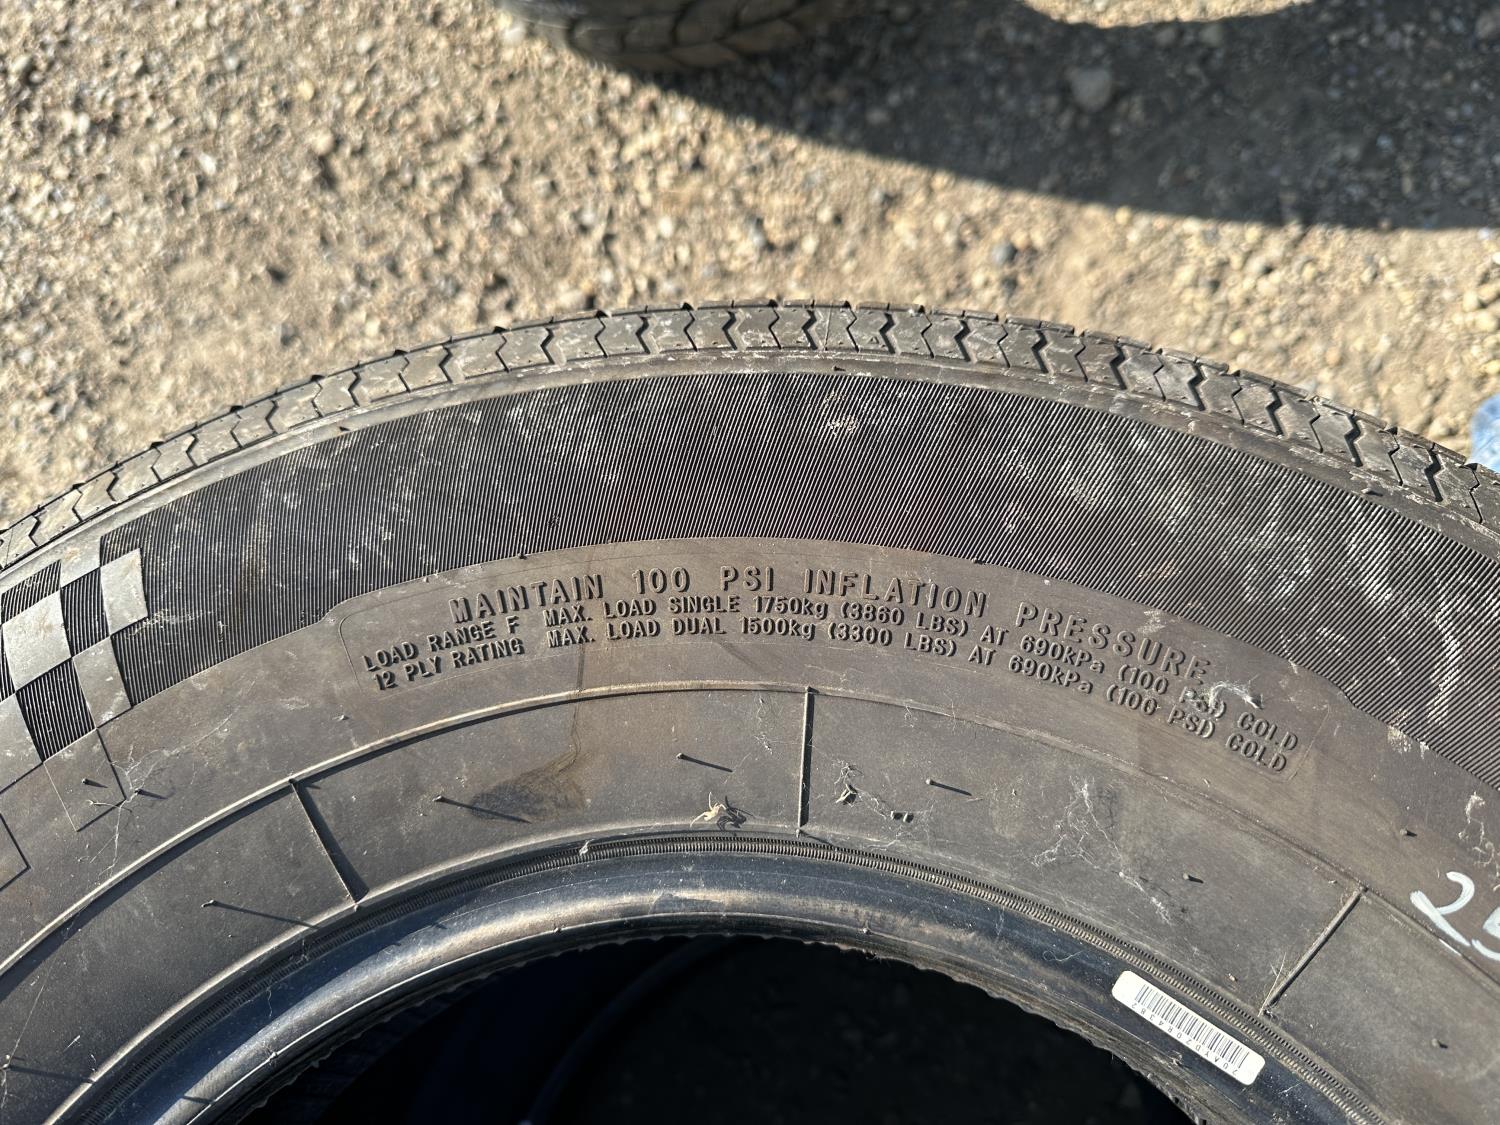 MAINTAIN 100 PSI INFLATION PRESSURE
LOAD RANGE F MAX. LOAD SINGLE 1750kg (3860 LBS) AT 690kPa (100 PSI) COLD
12 PLY RATING MAX. LOAD DUAL 1500kg (3300 LBS) AT 690kPa (100 PSI) COLD